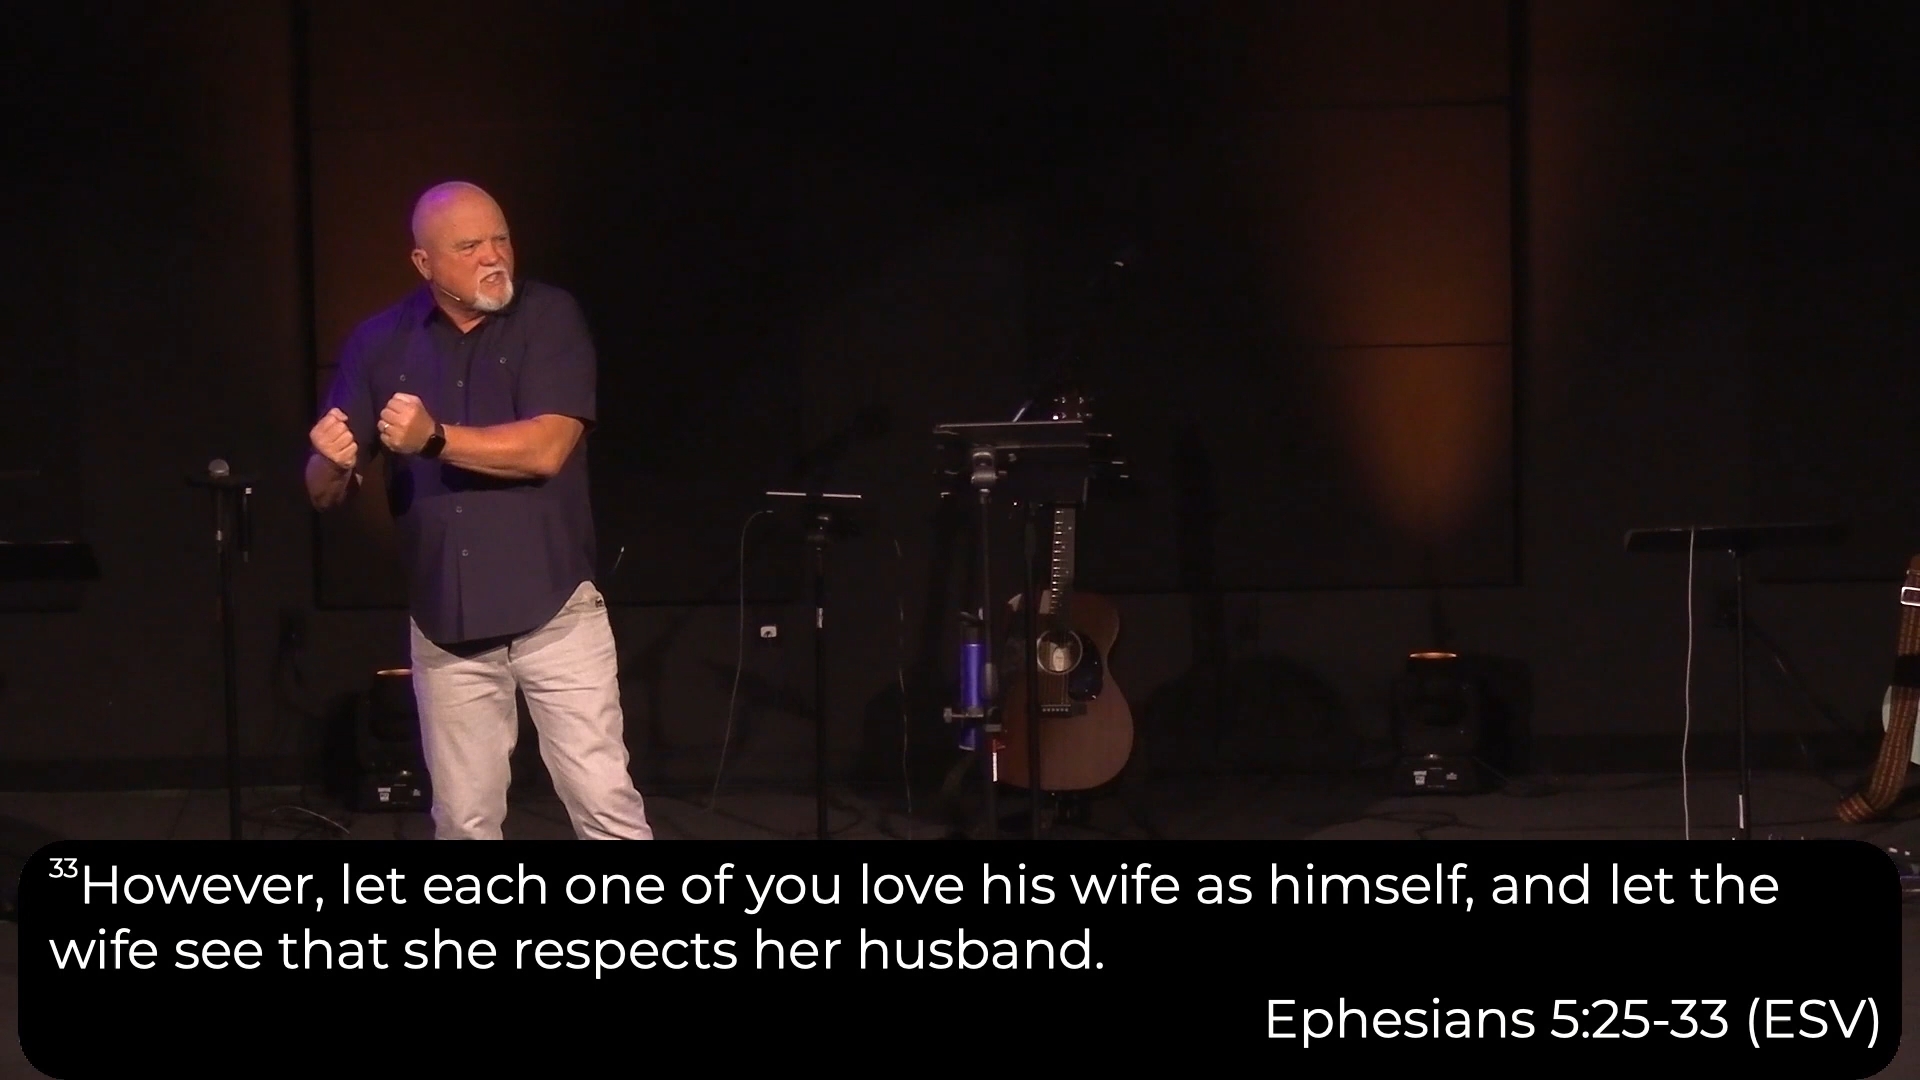 33However, let each one of you love his wife as himself, and let the
wife see that she respects her husband.
Ephesians 5:25-33 (ESV)